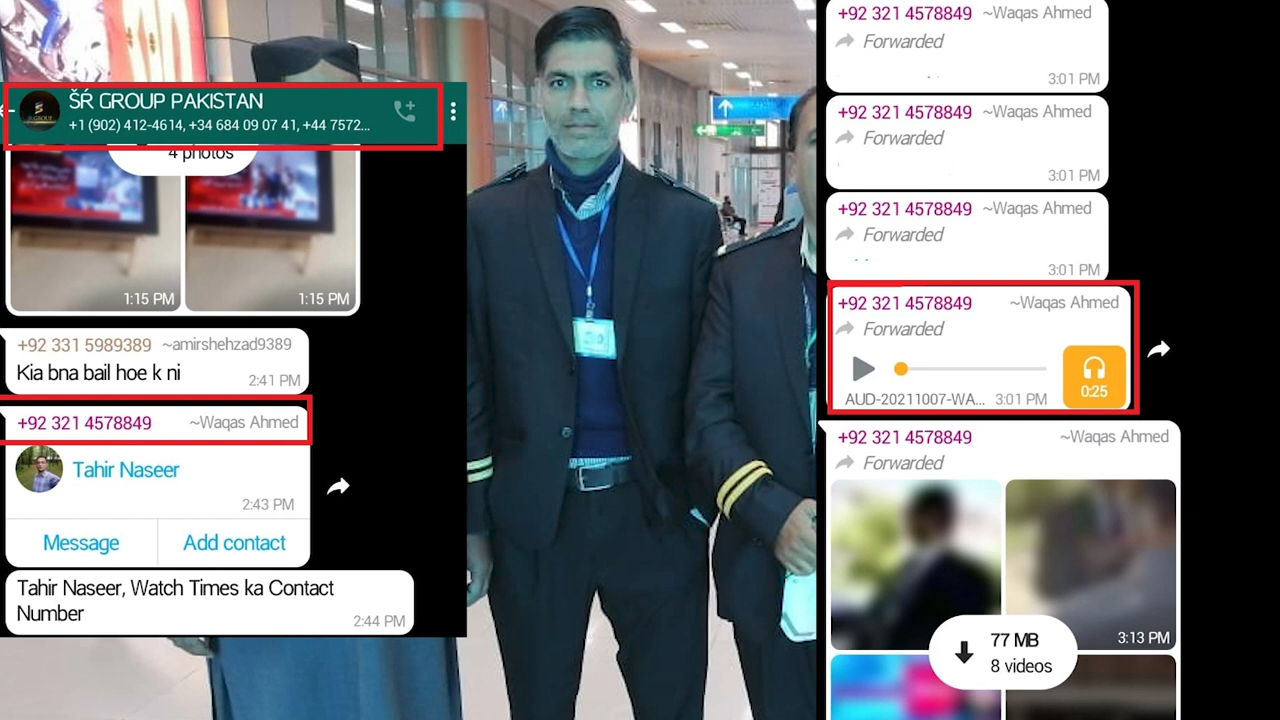 ŠŔ GROUP PAKISTAN
+1 (902) 412-4614, +34 684 09 07 41, +44 7572...
4 photos
1:15 PM
1:15 PM
+92 331 5989389 ~amirshehzad9389
Kia bna bail hoe k ni
2:41 PM
+92 321 4578849 ~Waqas Ahmed
Tahir Naseer
2:43 PM
Message
Add contact
Tahir Naseer, Watch Times ka Contact
Number
2:44 PM
+92 321 4578849 ~Waqas Ahmed
Forwarded
3:01 PM
+92 321 4578849 ~Waqas Ahmed
Forwarded
3:01 PM
+92 321 4578849 ~Waqas Ahmed
Forwarded
3:01 PM
+92 321 4578849 ~Waqas Ahmed
Forwarded
0:25
AUD-20211007-WA... 3:01 PM
+92 321 4578849 ~Waqas Ahmed
Forwarded
3:13 PM
77 MB
8 videos